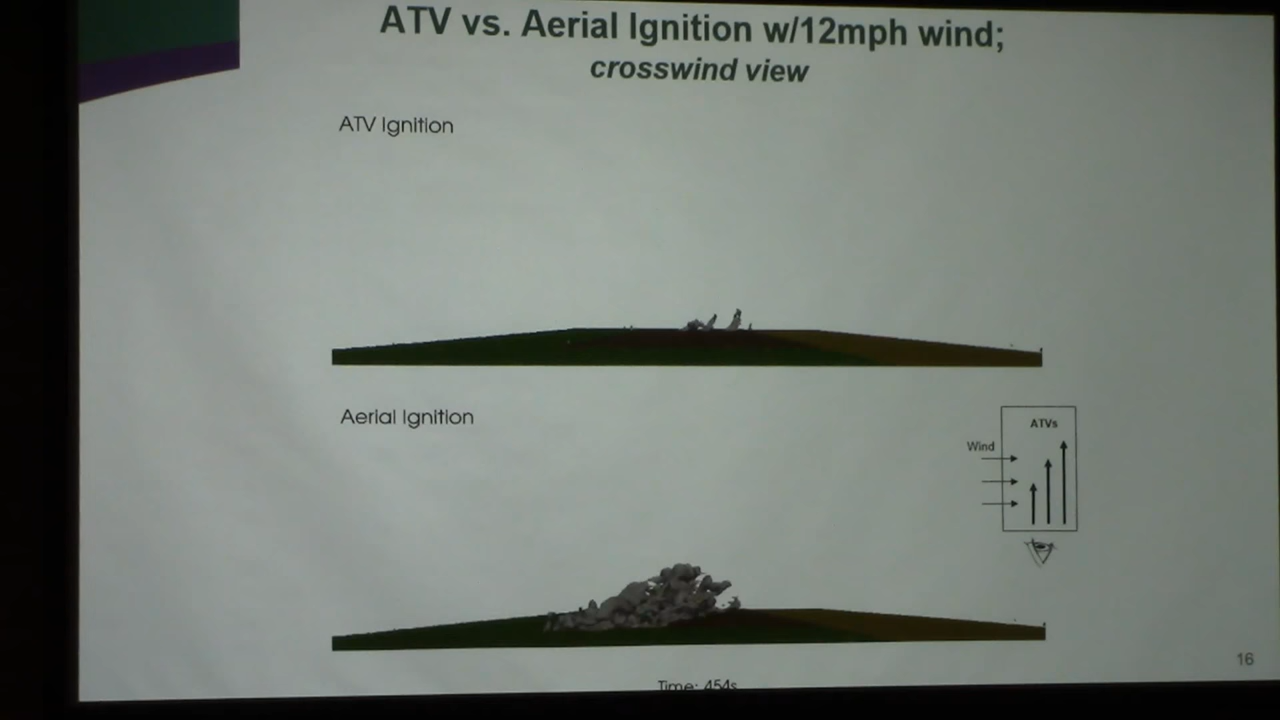 ATV vs. Aerial Ignition w/12mph wind;
crosswind view
ATV Ignition
Aerial Ignition
ATVs
Wind
Time: 454s
16